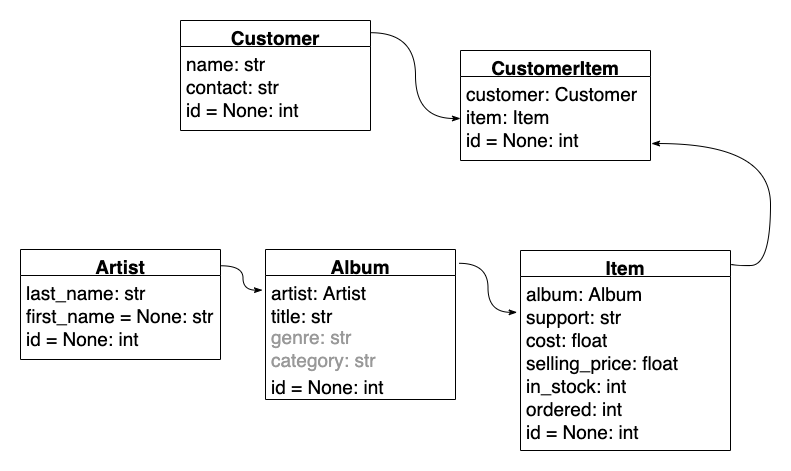 Customer
name: str
contact: str
id = None: int
CustomerItem
customer: Customer
item: Item
id = None: int
Artist
last_name: str
first_name = None: str
id = None: int
Album
artist: Artist
title: str
genre: str
category: str
id = None: int
Item
album: Album
support: str
cost: float
selling_price: float
in_stock: int
ordered: int
id = None: int